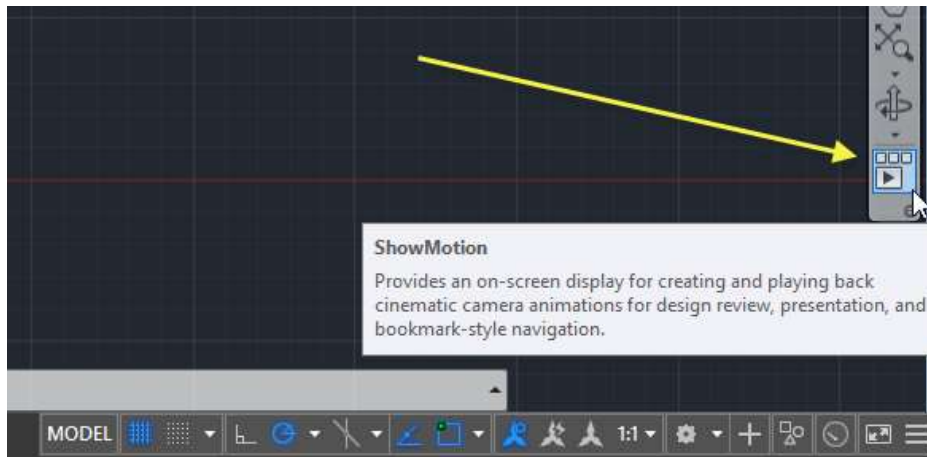 ShowMotion
Provides an on-screen display for creating and playing back
cinematic camera animations for design review, presentation, and
bookmark-style navigation.
MODEL
1:1